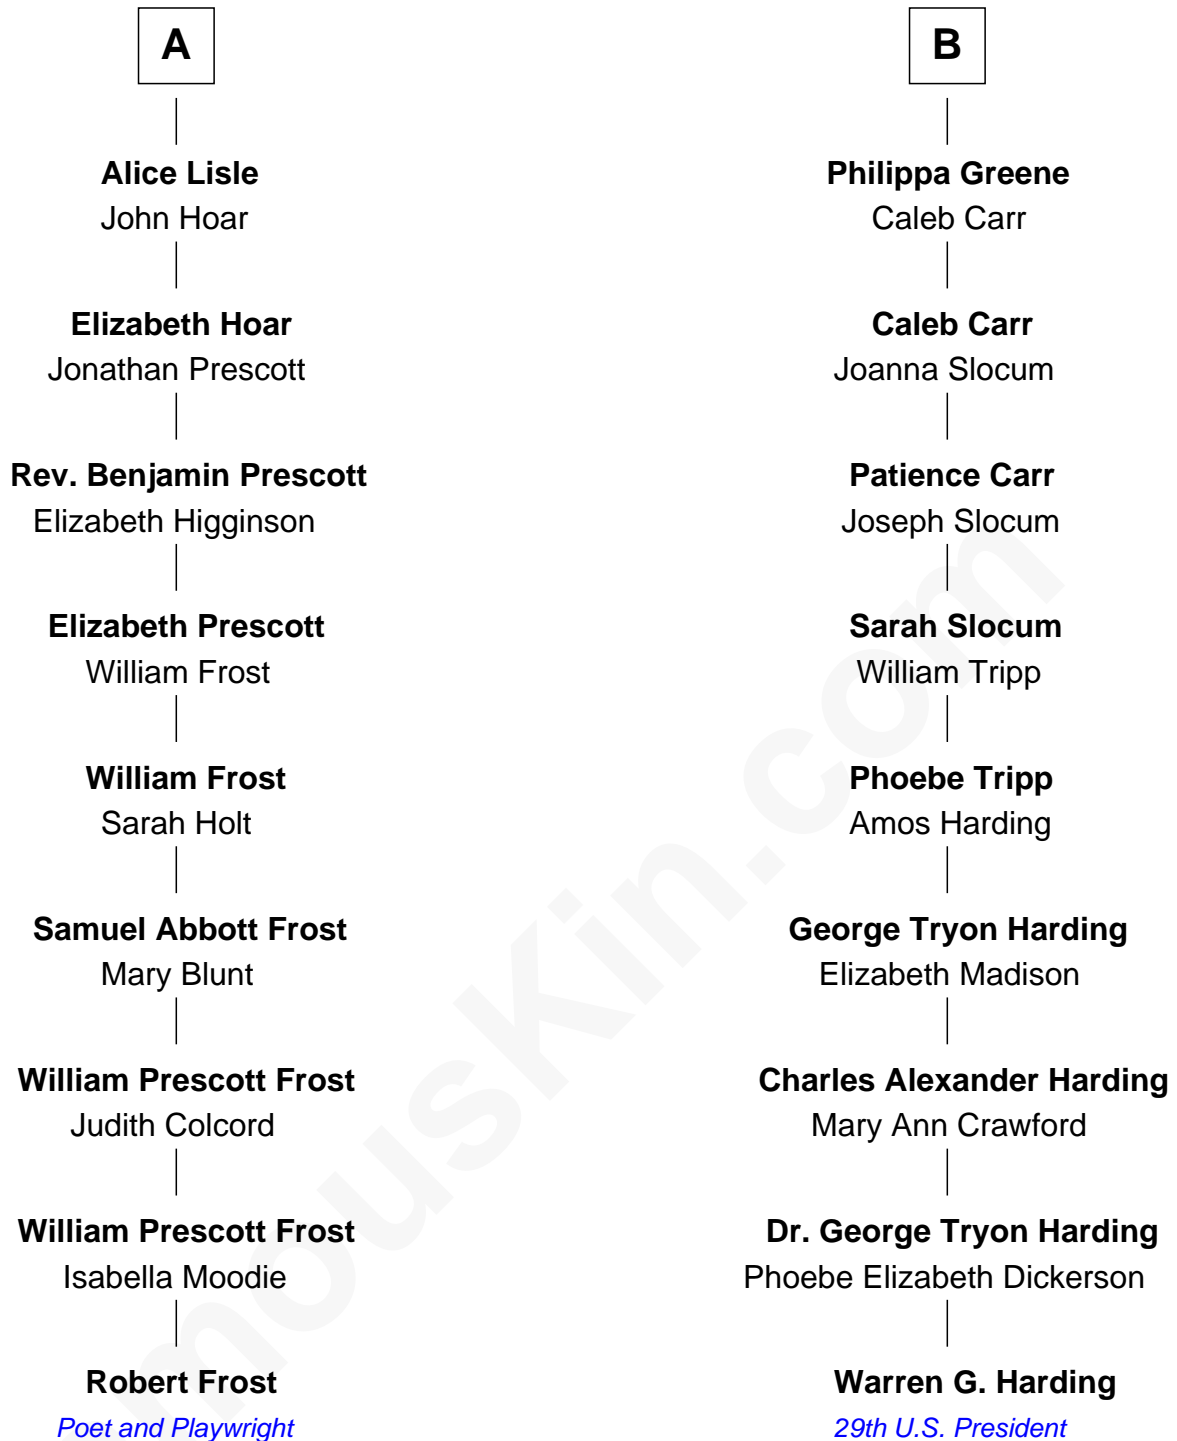 A
Alice Lisle
John Hoar
Elizabeth Hoar
Jonathan Prescott
Rev. Benjamin Prescott
Elizabeth Higginson
Elizabeth Prescott
William Frost
William Frost
Sarah Holt
Samuel Abbott Frost
Mary Blunt
William Prescott Frost
Judith Colcord
William Prescott Frost
Isabella Moodie
Robert Frost
Poet and Playwright
B
Philippa Greene
Caleb Carr
Caleb Carr
Joanna Slocum
Patience Carr
Joseph Slocum
Sarah Slocum
William Tripp
Phoebe Tripp
Amos Harding
George Tryon Harding
Elizabeth Madison
Charles Alexander Harding
Mary Ann Crawford
Dr. George Tryon Harding
Phoebe Elizabeth Dickerson
Warren G. Harding
29th U.S. President
mousKin.com